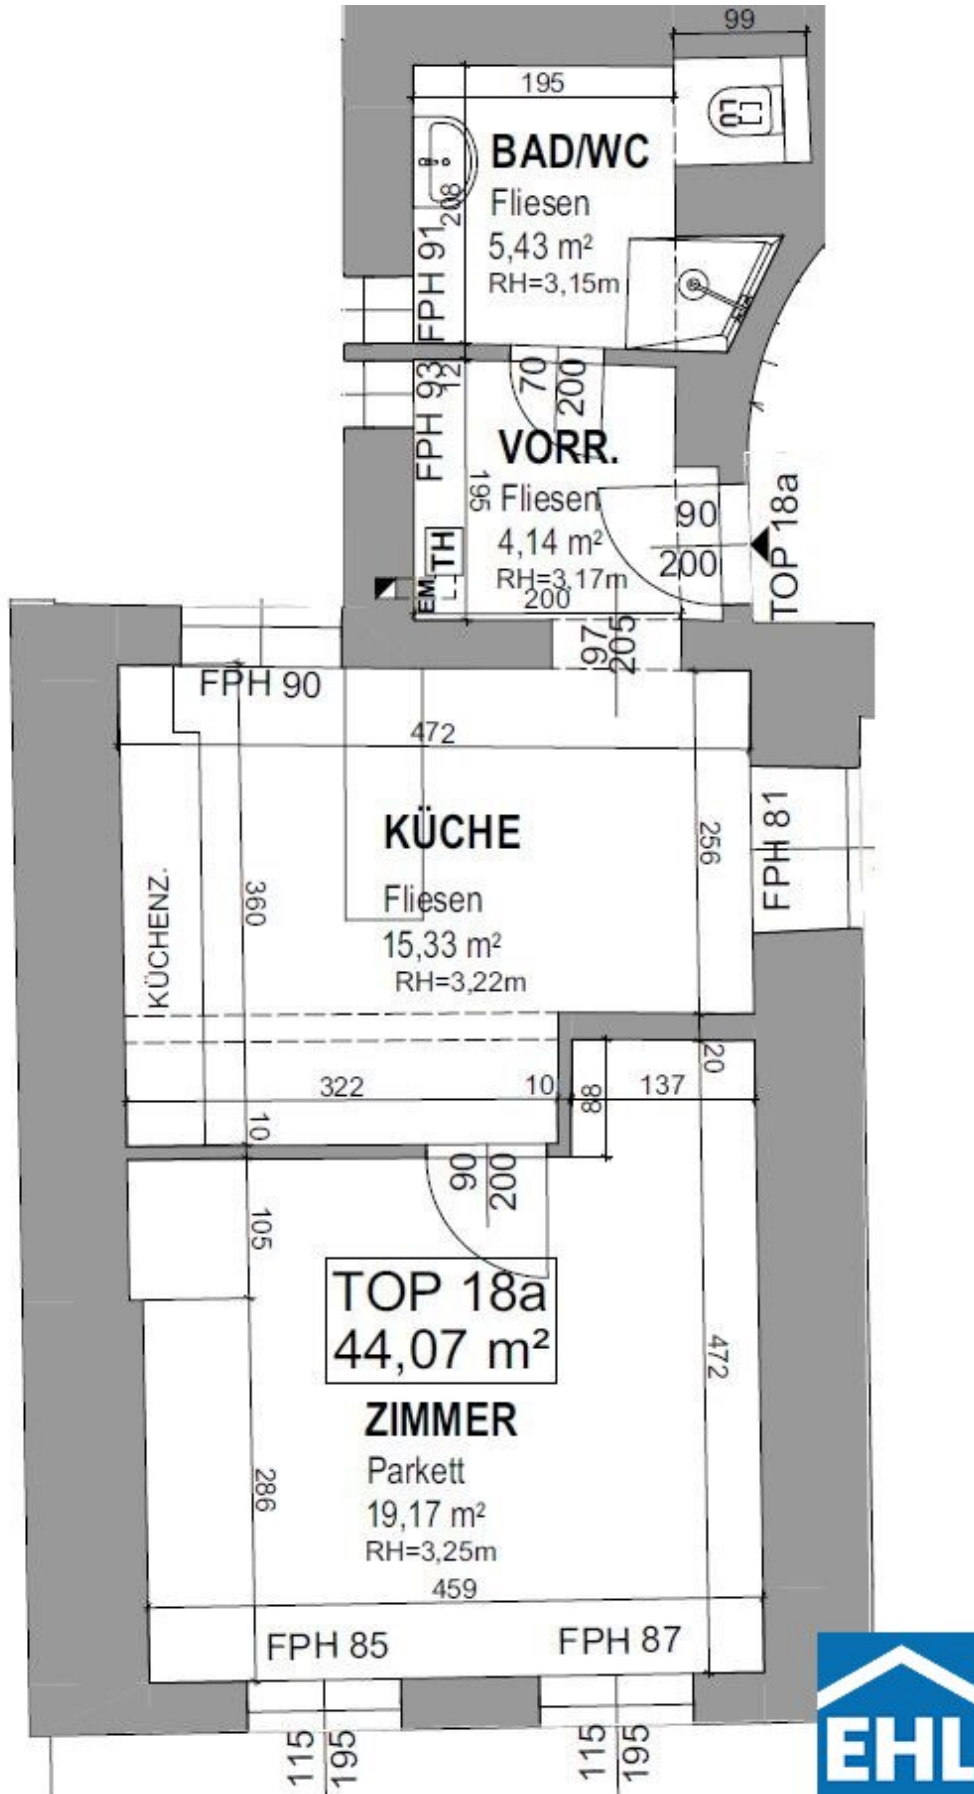 99
195
BAD/WC
Fliesen
5,43 m²
RH=3,15m
208
FPH 91
FPH 93
12
70
200
VORR.
Fliesen
4,14 m²
RH=3,17m
195
TH
EM
200
90
200
TOP 18a
97
205
FPH 90
472
KÜCHE
Fliesen
15,33 m²
RH=3,22m
KÜCHENZ.
360
256
FPH 81
322
10
137
88
20
10
90
200
105
TOP 18a
44,07 m²
ZIMMER
Parkett
19,17 m²
RH=3,25m
472
286
459
FPH 85
FPH 87
115
195
115
195
EHL